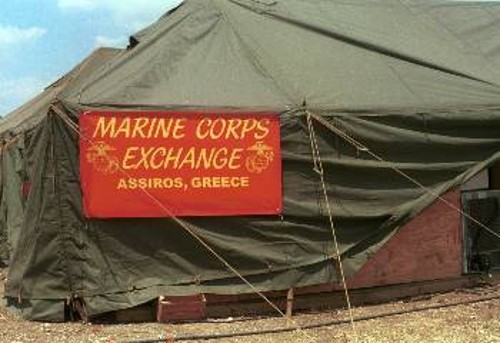 MARINE CORPS
EXCHANGE
ASSIROS, GREECE